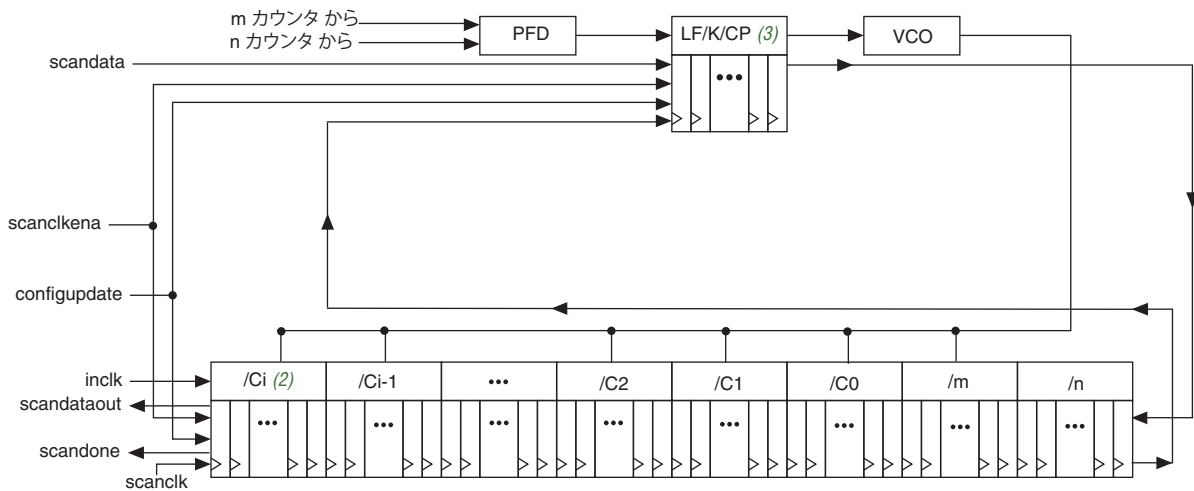 m カウンタ から
n カウンタ から
PFD
LF/K/CP (3)
VCO
scandata
•••
scanclkena
configupdate
inclk
/Ci (2)
/Ci-1
•••
/C2
/C1
/C0
/m
/n
scandataout
••• ••• ••• ••• ••• ••• ••• •••
scandone
scanclk